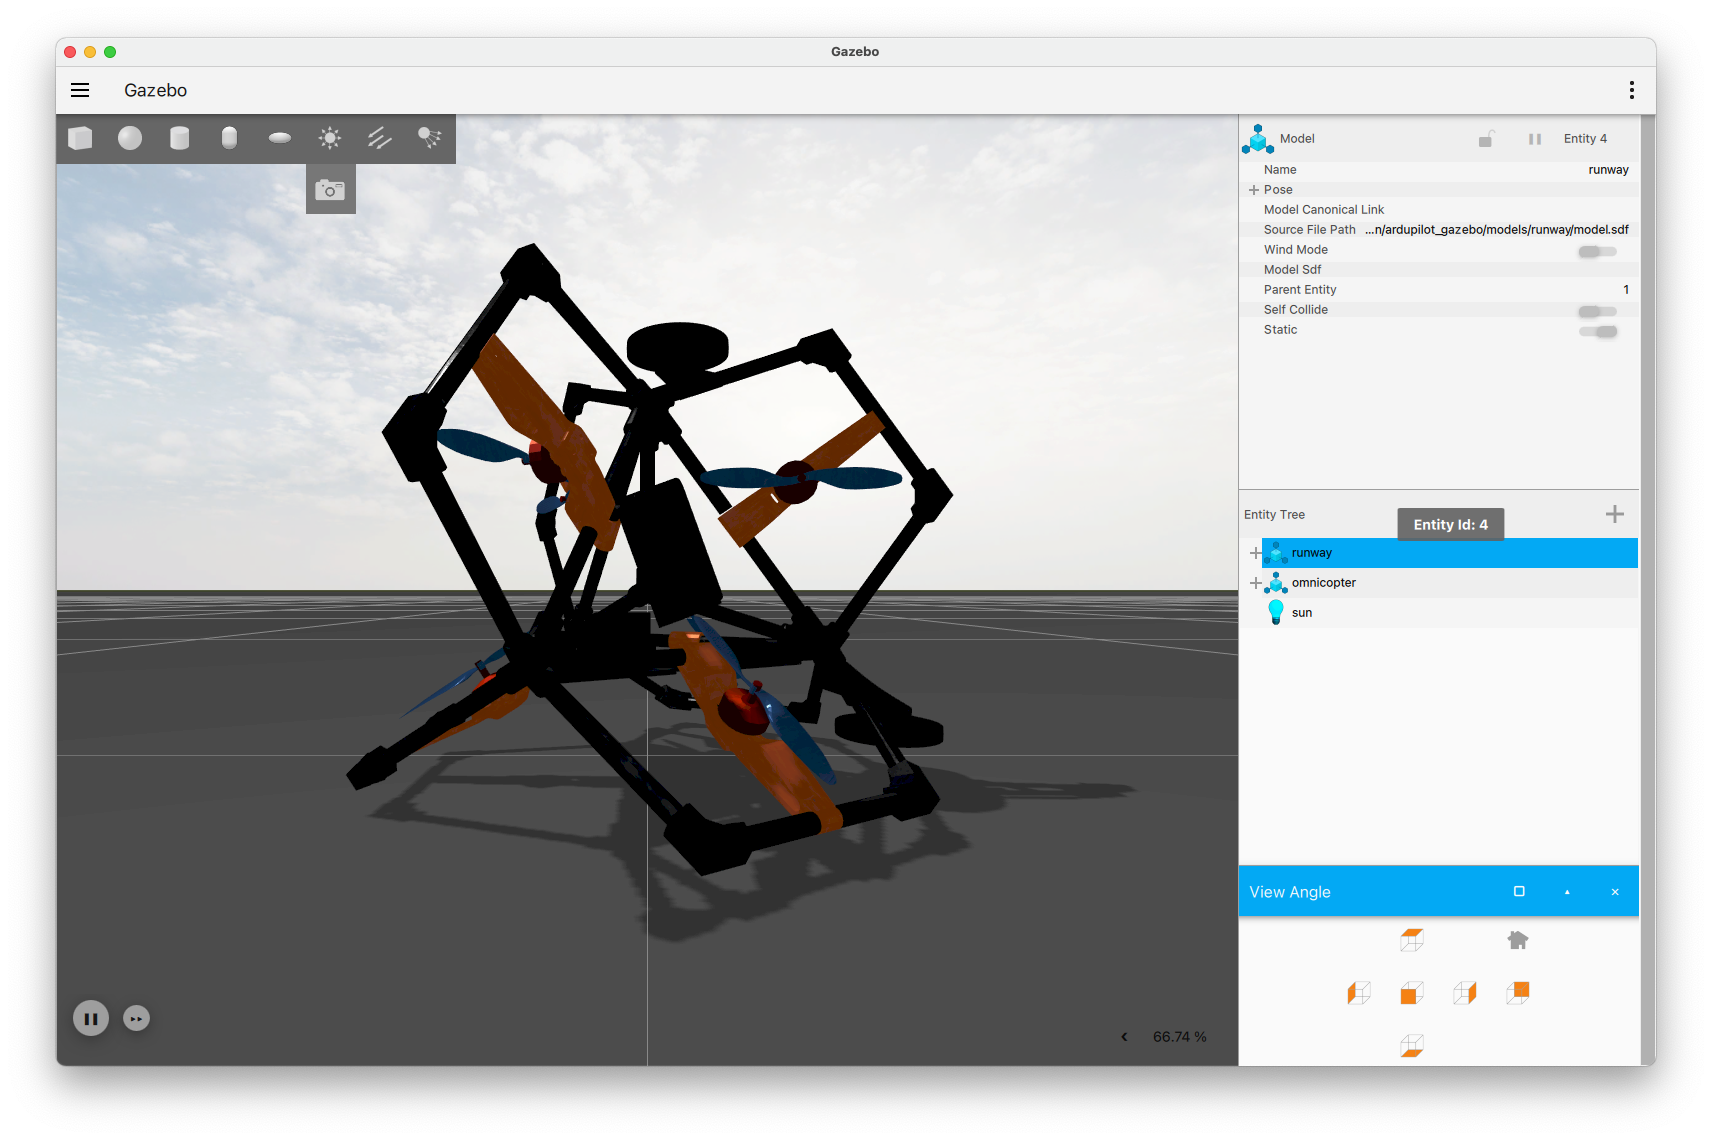 Gazebo
Gazebo
Model Entity 4
Name runway
Pose
Model Canonical Link
Source File Path ...n/ardupilot_gazebo/models/runway/model.sdf
Wind Mode
Model Sdf
Parent Entity 1
Self Collide
Static
Entity Tree
Entity Id: 4
runway
omnicopter
sun
View Angle
66.74 %